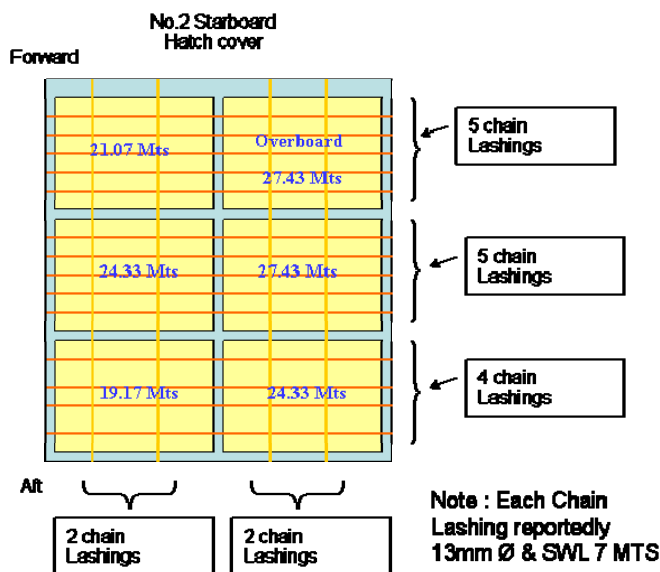 No.2 Starboard
Hatch cover
Forward
21.07 Mts
Overboard
27.43 Mts
5 chain
Lashings
24.33 Mts
27.43 Mts
5 chain
Lashings
19.17 Mts
24.33 Mts
4 chain
Lashings
Aft
2 chain
Lashings
2 chain
Lashings
Note : Each Chain
Lashing reportedly
13mm Ø & SWL 7 MTS